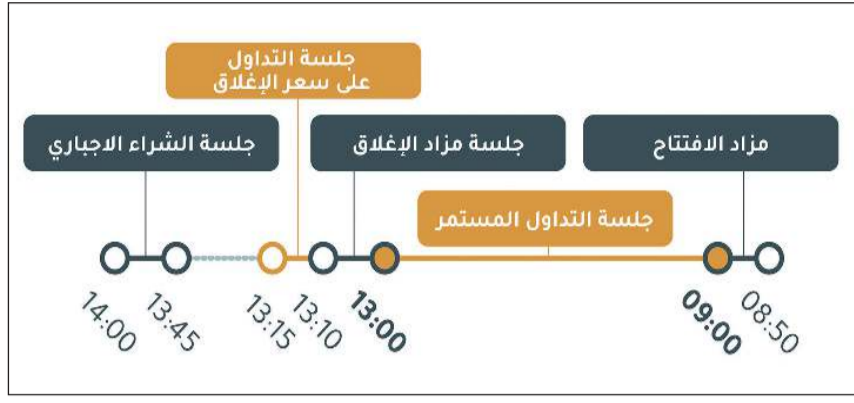 جلسة التداول
على سعر الإغلاق
مزاد الافتتاح
جلسة مزاد الإغلاق
جلسة الشراء الاجباري
جلسة التداول المستمر
08:50
09:00
13:00
13:10
13:15
13:45
14:00